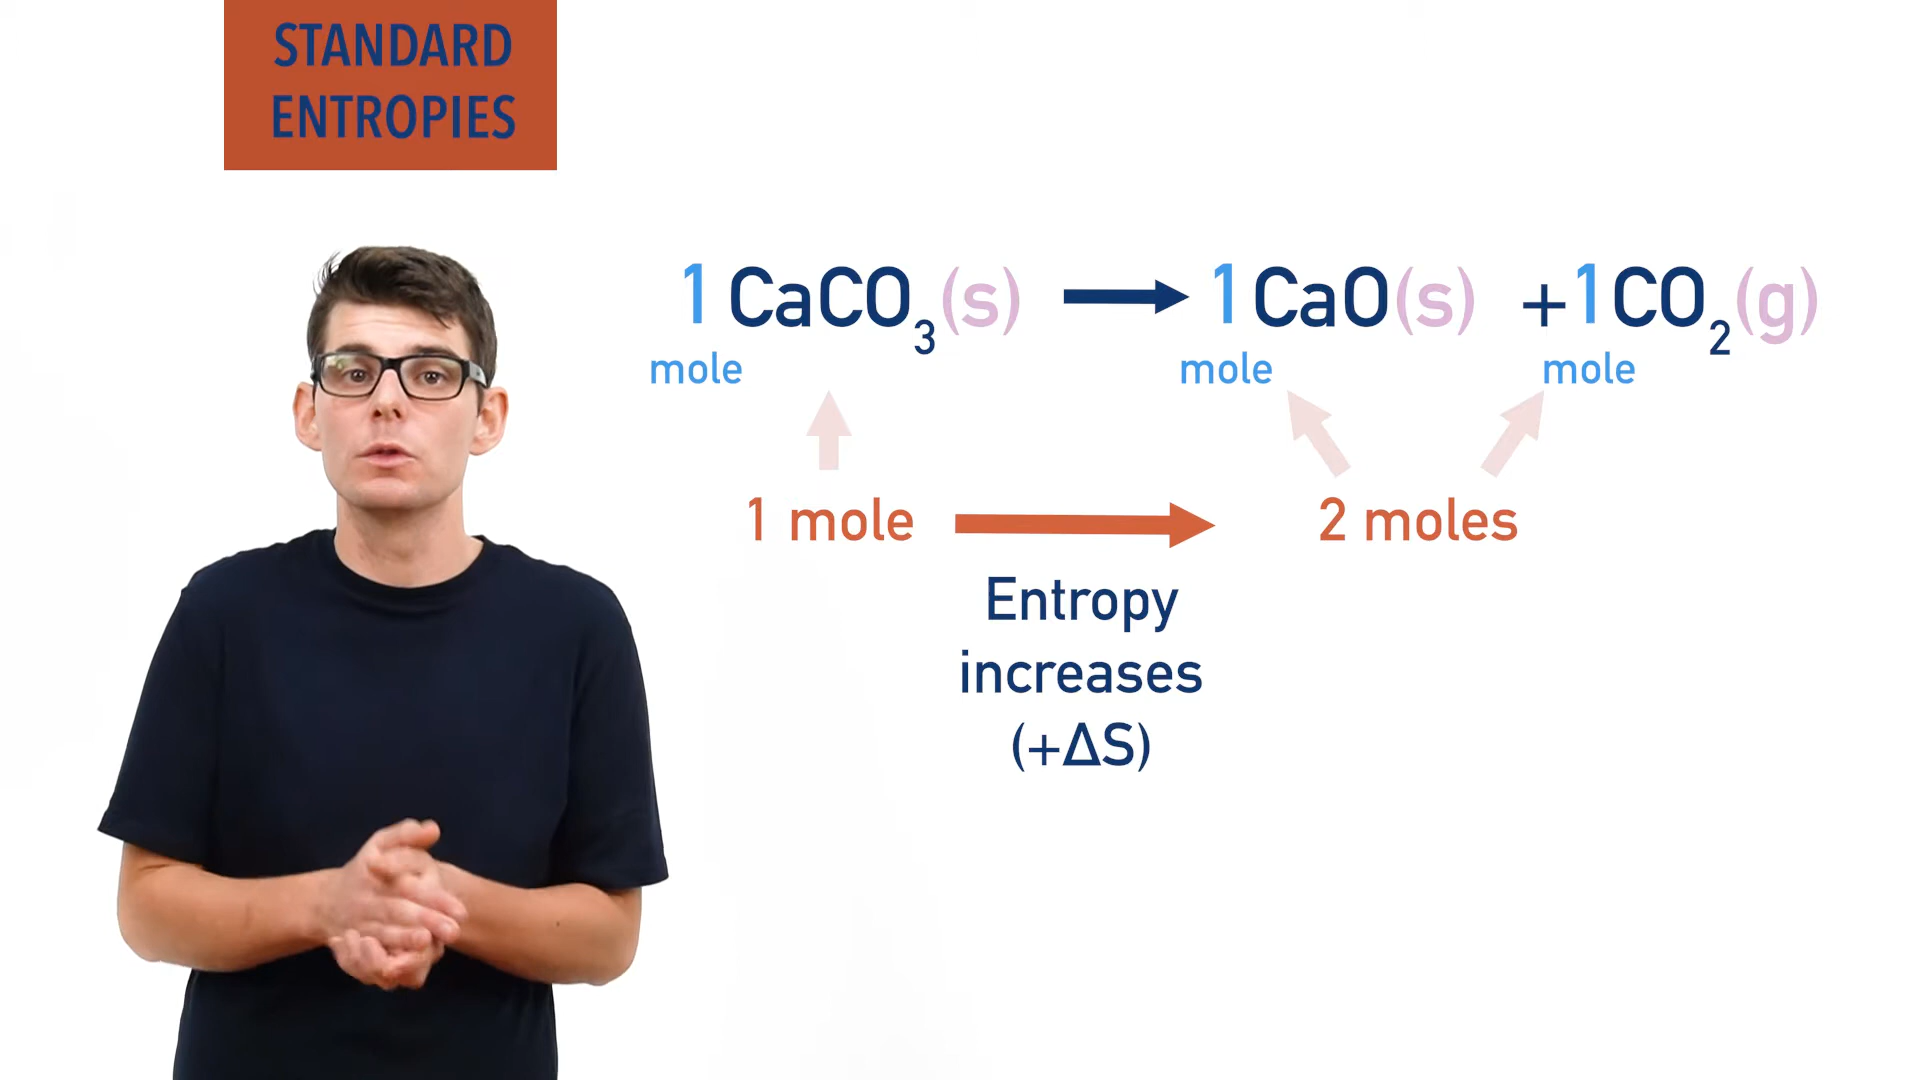 STANDARD
ENTROPIES
1 CaCO₃(s) → 1 CaO(s) +1 CO₂(g)
mole mole mole
1 mole → 2 moles
Entropy
increases
(+ΔS)